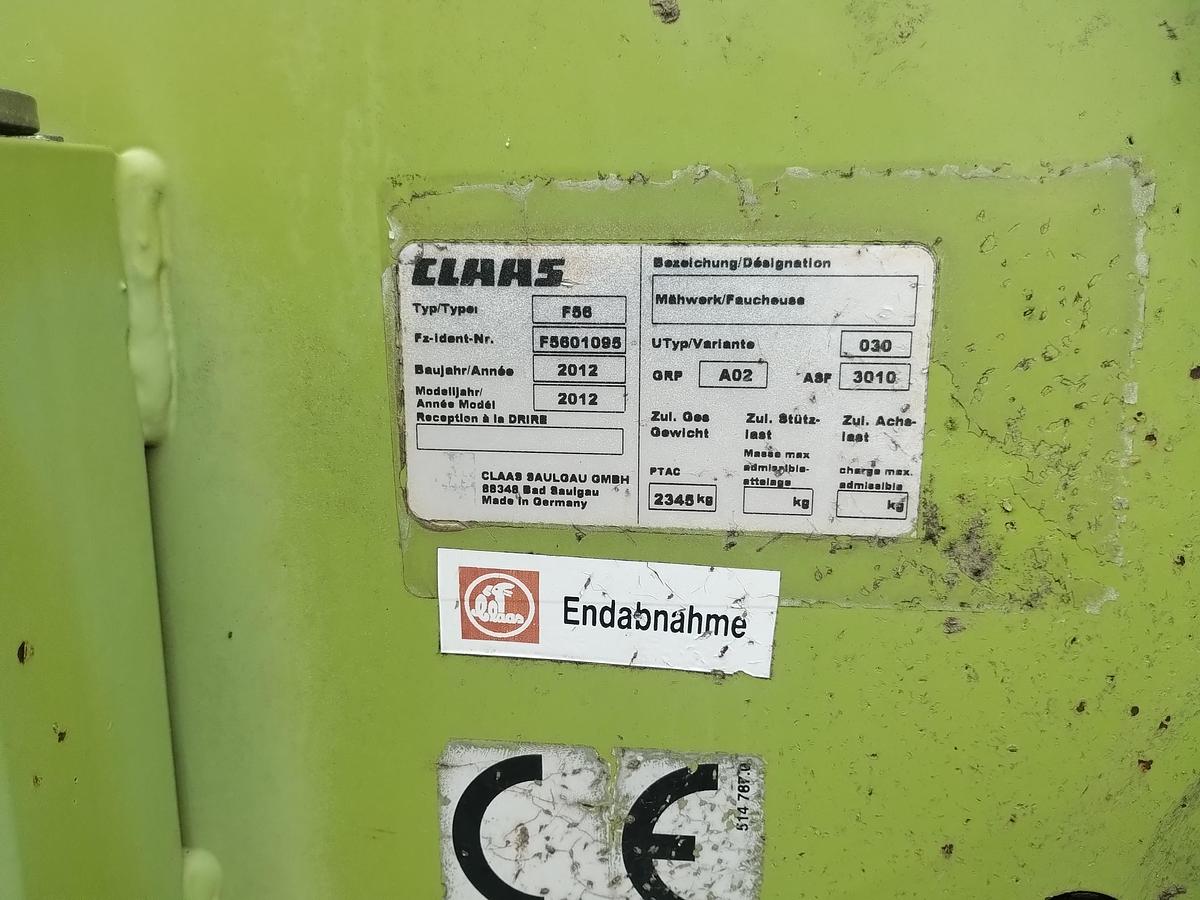 CLAAS
Typ/Type: F56
Fz-Ident-Nr. F5601095
Baujahr/Année 2012
Modelljahr/
Année Modél 2012
Reception à la DRIRE
CLAAS SAULGAU GMBH
88348 Bad Saulgau
Made in Germany
Bezeichung/Désignation
Mähwerk/Faucheuse
UTyp/Variante 030
GRP A02 ASF 3010
Zul. Ges Gewicht
PTAC
2345 kg
Zul. Stütz-
last
Masse max
admissible-
attelage
kg
Zul. Achs-
last
charge max.
admissible
kg
Claas Endabnahme
CE
514 787.0